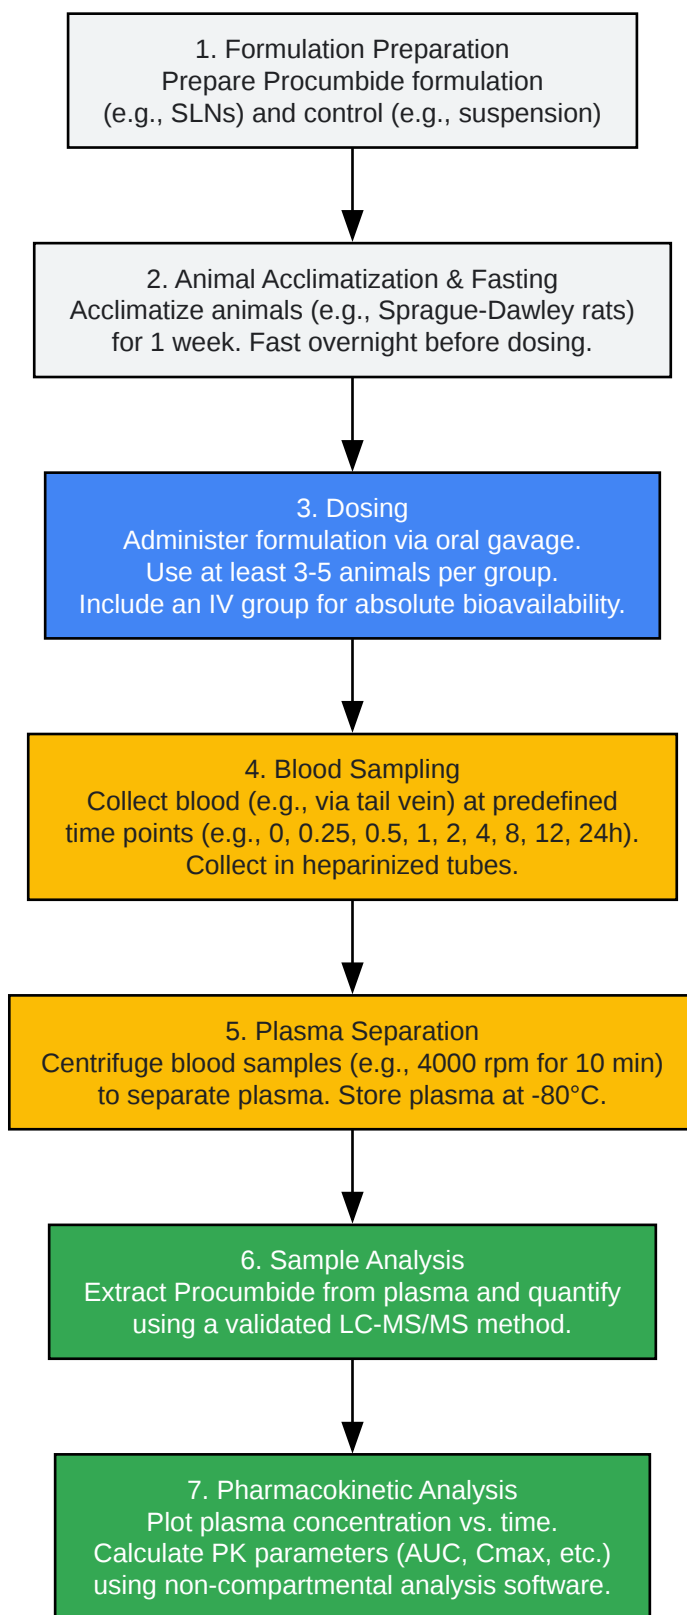 1. Formulation Preparation
Prepare Procumbide formulation
(e.g., SLNs) and control (e.g., suspension)
2. Animal Acclimatization & Fasting
Acclimatize animals (e.g., Sprague-Dawley rats)
for 1 week. Fast overnight before dosing.
3. Dosing
Administer formulation via oral gavage.
Use at least 3-5 animals per group.
Include an IV group for absolute bioavailability.
4. Blood Sampling
Collect blood (e.g., via tail vein) at predefined
time points (e.g., 0, 0.25, 0.5, 1, 2, 4, 8, 12, 24h).
Collect in heparinized tubes.
5. Plasma Separation
Centrifuge blood samples (e.g., 4000 rpm for 10 min)
to separate plasma. Store plasma at -80°C.
6. Sample Analysis
Extract Procumbide from plasma and quantify
using a validated LC-MS/MS method.
7. Pharmacokinetic Analysis
Plot plasma concentration vs. time.
Calculate PK parameters (AUC, Cmax, etc.)
using non-compartmental analysis software.